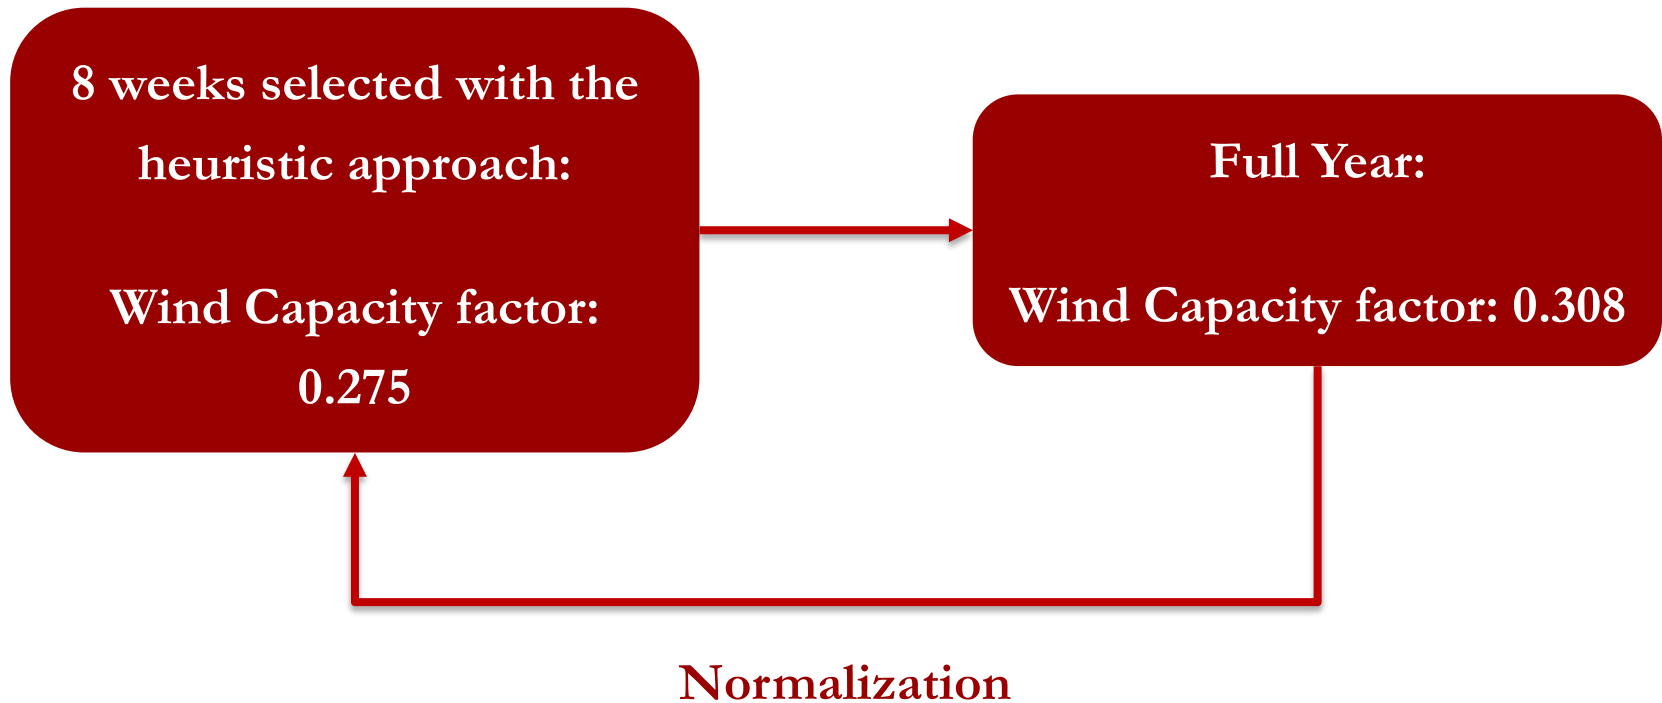 8 weeks selected with the
heuristic approach:
Wind Capacity factor:
0.275
Full Year:
Wind Capacity factor: 0.308
Normalization